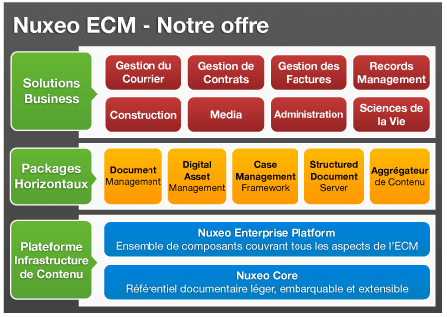 Nuxeo ECM - Notre offre
Solutions
Business
Gestion du
Courrier
Gestion de
Contrats
Gestion des
Factures
Records
Management
Construction
Media
Administration
Sciences de
la Vie
Packages
Horizontaux
Document
Management
Digital
Asset
Management
Case
Management
Framework
Structured
Document
Server
Aggrégateur
de Contenu
Plateforme
Infrastructure
de Contenu
Nuxeo Enterprise Platform
Ensemble de composants couvrant tous les aspects de l'ECM
Nuxeo Core
Référentiel documentaire léger, embarquable et extensible